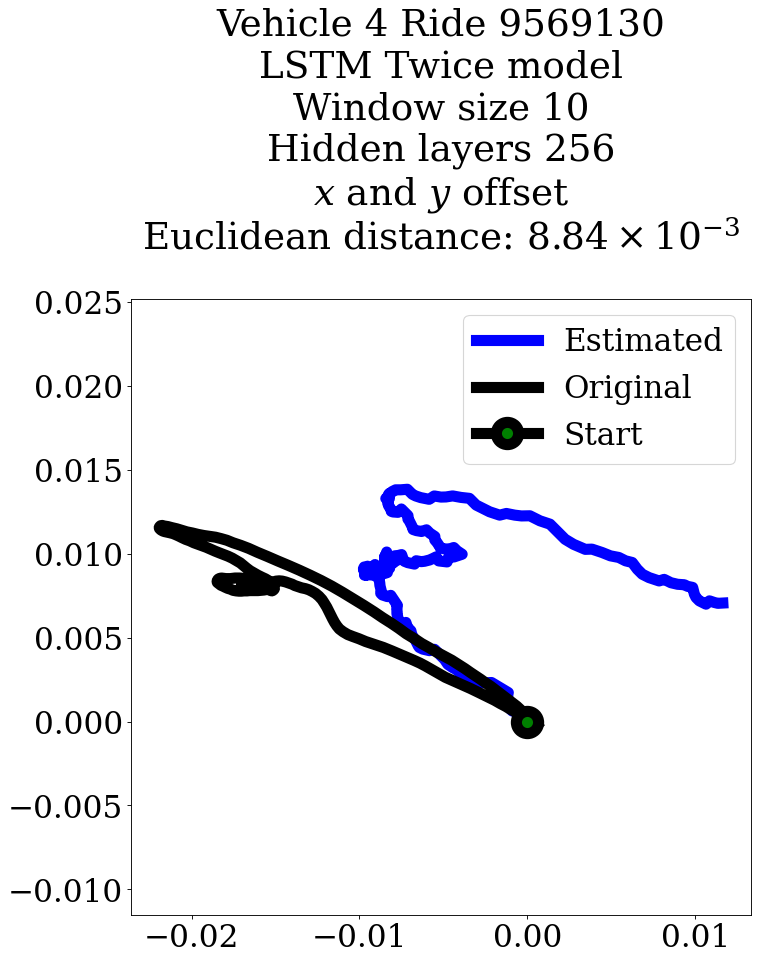 Vehicle 4 Ride 9569130
LSTM Twice model
Window size 10
Hidden layers 256
x and y offset
Euclidean distance: 8.84 × 10⁻³
0.025
0.020
0.015
0.010
0.005
0.000
−0.005
−0.010
Estimated
Original
Start
−0.02 −0.01 0.00 0.01